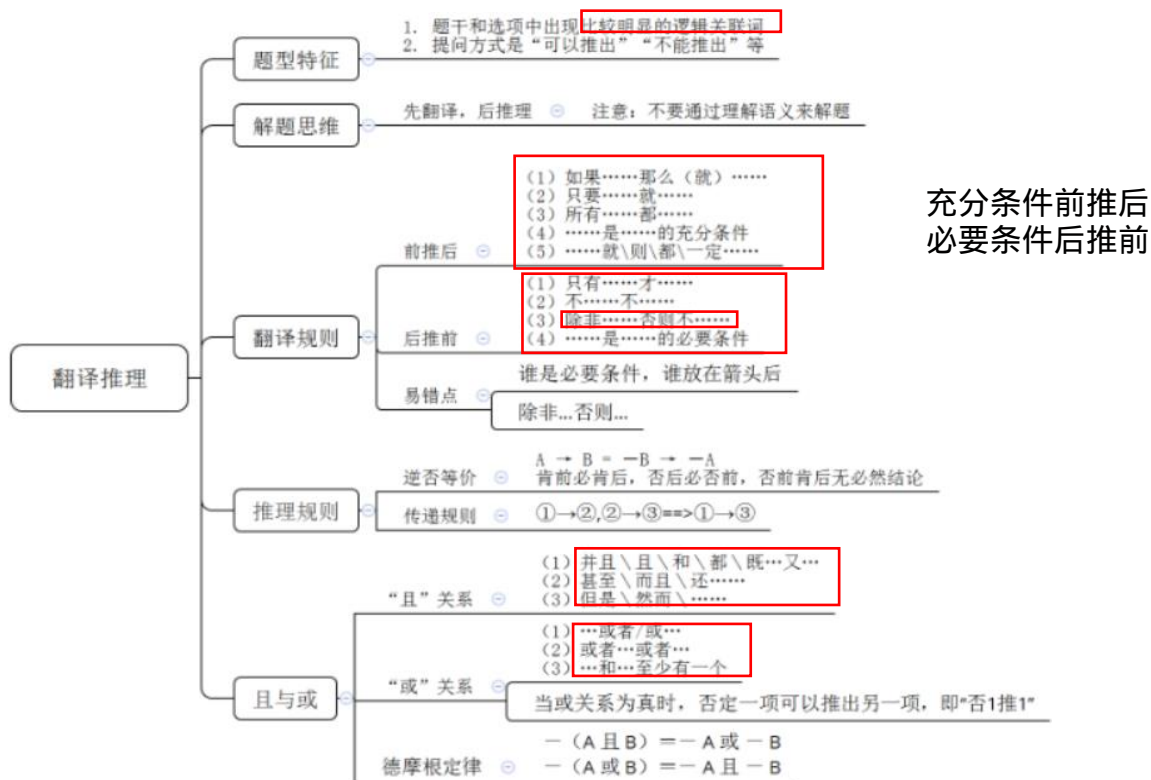 1. 题干和选项中出现比较明显的逻辑关联词
2. 提问方式是“可以推出”“不能推出”等
题型特征
解题思维
先翻译，后推理
注意：不要通过理解语义来解题
（1）如果……那么（就）……
（2）只要……就……
（3）所有……都……
（4）……是……的充分条件
（5）……就\则\都\一定……
前推后
充分条件前推后
必要条件后推前
（1）只有……才……
（2）不……不……
（3）除非……否则不……
（4）……是……的必要条件
后推前
翻译规则
谁是必要条件，谁放在箭头后
易错点
除非...否则...
翻译推理
逆否等价
A → B = －B → －A
肯前必肯后，否后必否前，否前肯后无必然结论
推理规则
传递规则
①→②,②→③==>①→③
（1）并且\且\和\都\既…又…
（2）甚至\而且\还……
（3）但是\然而\……
“且”关系
（1）…或者/或…
（2）或者…或者…
（3）…和…至少有一个
“或”关系
当或关系为真时，否定一项可以推出另一项，即"否1推1"
且与或
德摩根定律
－（A 且 B）＝－ A 或 － B
－（A 或 B）＝－ A 且 － B